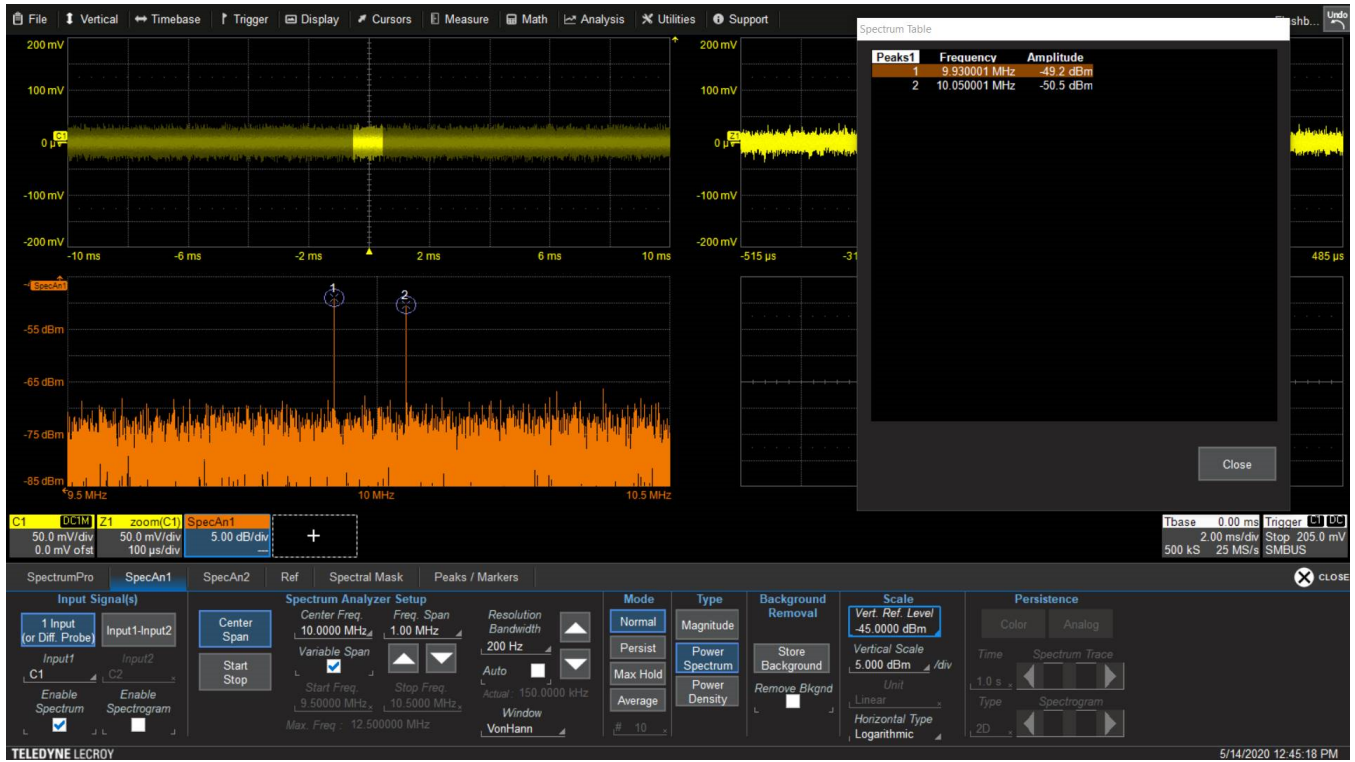 File Vertical Timebase Trigger Display Cursors Measure Math Analysis Utilities Support
Undo
Spectrum Table
Peaks1 Frequency Amplitude
1 9.930001 MHz -49.2 dBm
2 10.050001 MHz -50.5 dBm
Close
200 mV
100 mV
C1
0 µV
-100 mV
-200 mV
-10 ms -6 ms -2 ms 2 ms 6 ms 10 ms
200 mV
100 mV
Z1
-100 mV
-200 mV
-515 µs 485 µs
SpecAn1
1 2
-55 dBm
-65 dBm
-75 dBm
-85 dBm
9.5 MHz 10 MHz 10.5 MHz
C1 DC1M
50.0 mV/div
0.0 mV ofst
Z1 zoom(C1)
50.0 mV/div
100 µs/div
SpecAn1
5.00 dB/div
---
+
Tbase 0.00 ms
2.00 ms/div
500 kS 25 MS/s
Trigger C1 DC
Stop 205.0 mV
SMBUS
SpectrumPro SpecAn1 SpecAn2 Ref Spectral Mask Peaks / Markers CLOSE
Input Signal(s)
1 Input
(or Diff. Probe)
Input1-Input2
Input1 Input2
C1 C2
Enable
Spectrum
Enable
Spectrogram
Spectrum Analyzer Setup
Center
Span
Start
Stop
Center Freq. Freq. Span
10.0000 MHz 1.00 MHz
Variable Span
Start Freq. Stop Freq.
9.50000 MHz 10.5000 MHz
Max. Freq : 12.500000 MHz
Resolution
Bandwidth
200 Hz
Auto
Actual : 150.0000 kHz
Window
VonHann
Mode
Normal
Persist
Max Hold
Average
# 10
Type
Magnitude
Power
Spectrum
Power
Density
Background
Removal
Store
Background
Remove Bkgnd
Scale
Vert. Ref. Level
-45.0000 dBm
Vertical Scale
5.000 dBm /div
Unit
Linear
Horizontal Type
Logarithmic
Persistence
Color Analog
Time Spectrum Trace
1.0 s
Type Spectrogram
2D
TELEDYNE LECROY
5/14/2020 12:45:18 PM